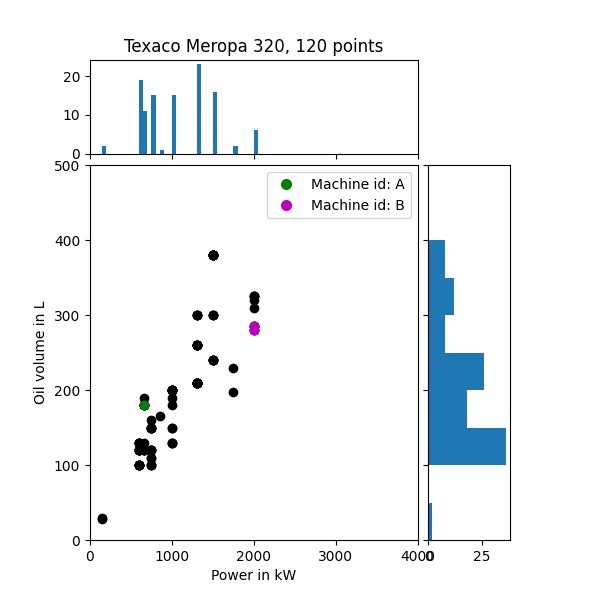 Texaco Meropa 320, 120 points
20
10
0
500
400
300
200
100
0
Oil volume in L
Machine id: A
Machine id: B
0 1000 2000 3000 4000
Power in kW
0 25